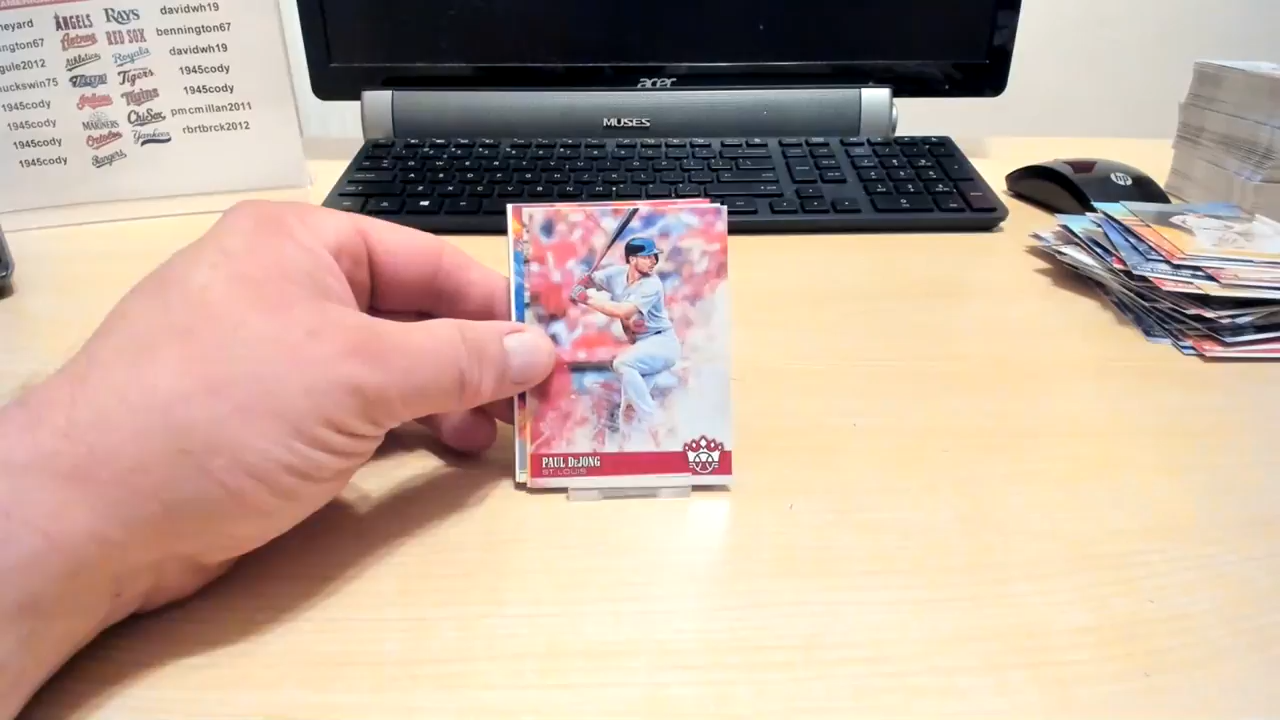 neyard ANGELS RAYS davidwh19
ngton67 Astros RED SOX bennington67
gule2012 Athletics Royals davidwh19
uckswin75 Tigers 1945cody
1945cody Indians Twins 1945cody
1945cody MARINERS ChiSox pmcmillan2011
1945cody Orioles Yankees rbrtbrck2012
1945cody Rangers
acer
MUSES
hp
PAUL DeJONG
ST. LOUIS